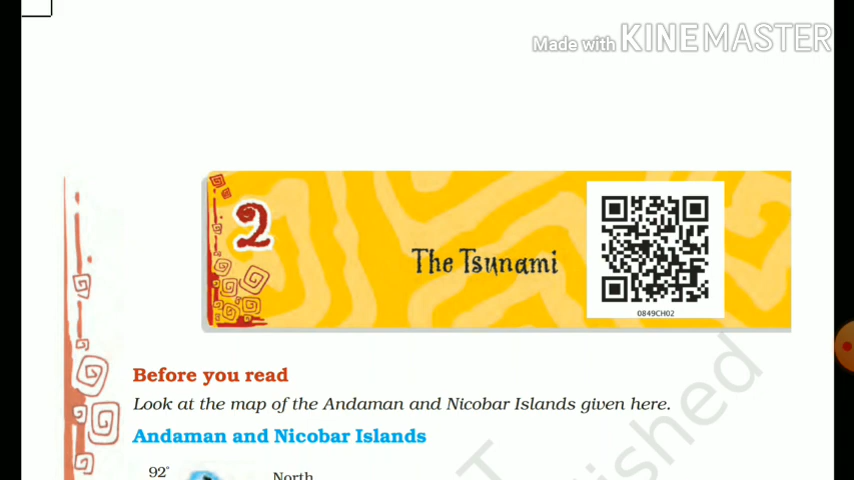 Made with KINEMASTER
2
The Tsunami
0849CH02
Before you read
Look at the map of the Andaman and Nicobar Islands given here.
Andaman and Nicobar Islands
92°
North